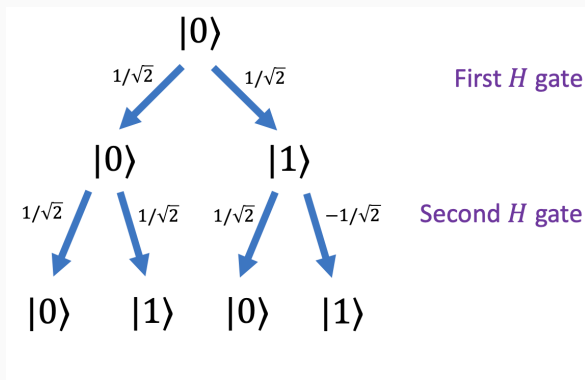 |0⟩
1/√2 1/√2 First H gate
|0⟩ |1⟩
1/√2 1/√2 1/√2 −1/√2 Second H gate
|0⟩ |1⟩ |0⟩ |1⟩